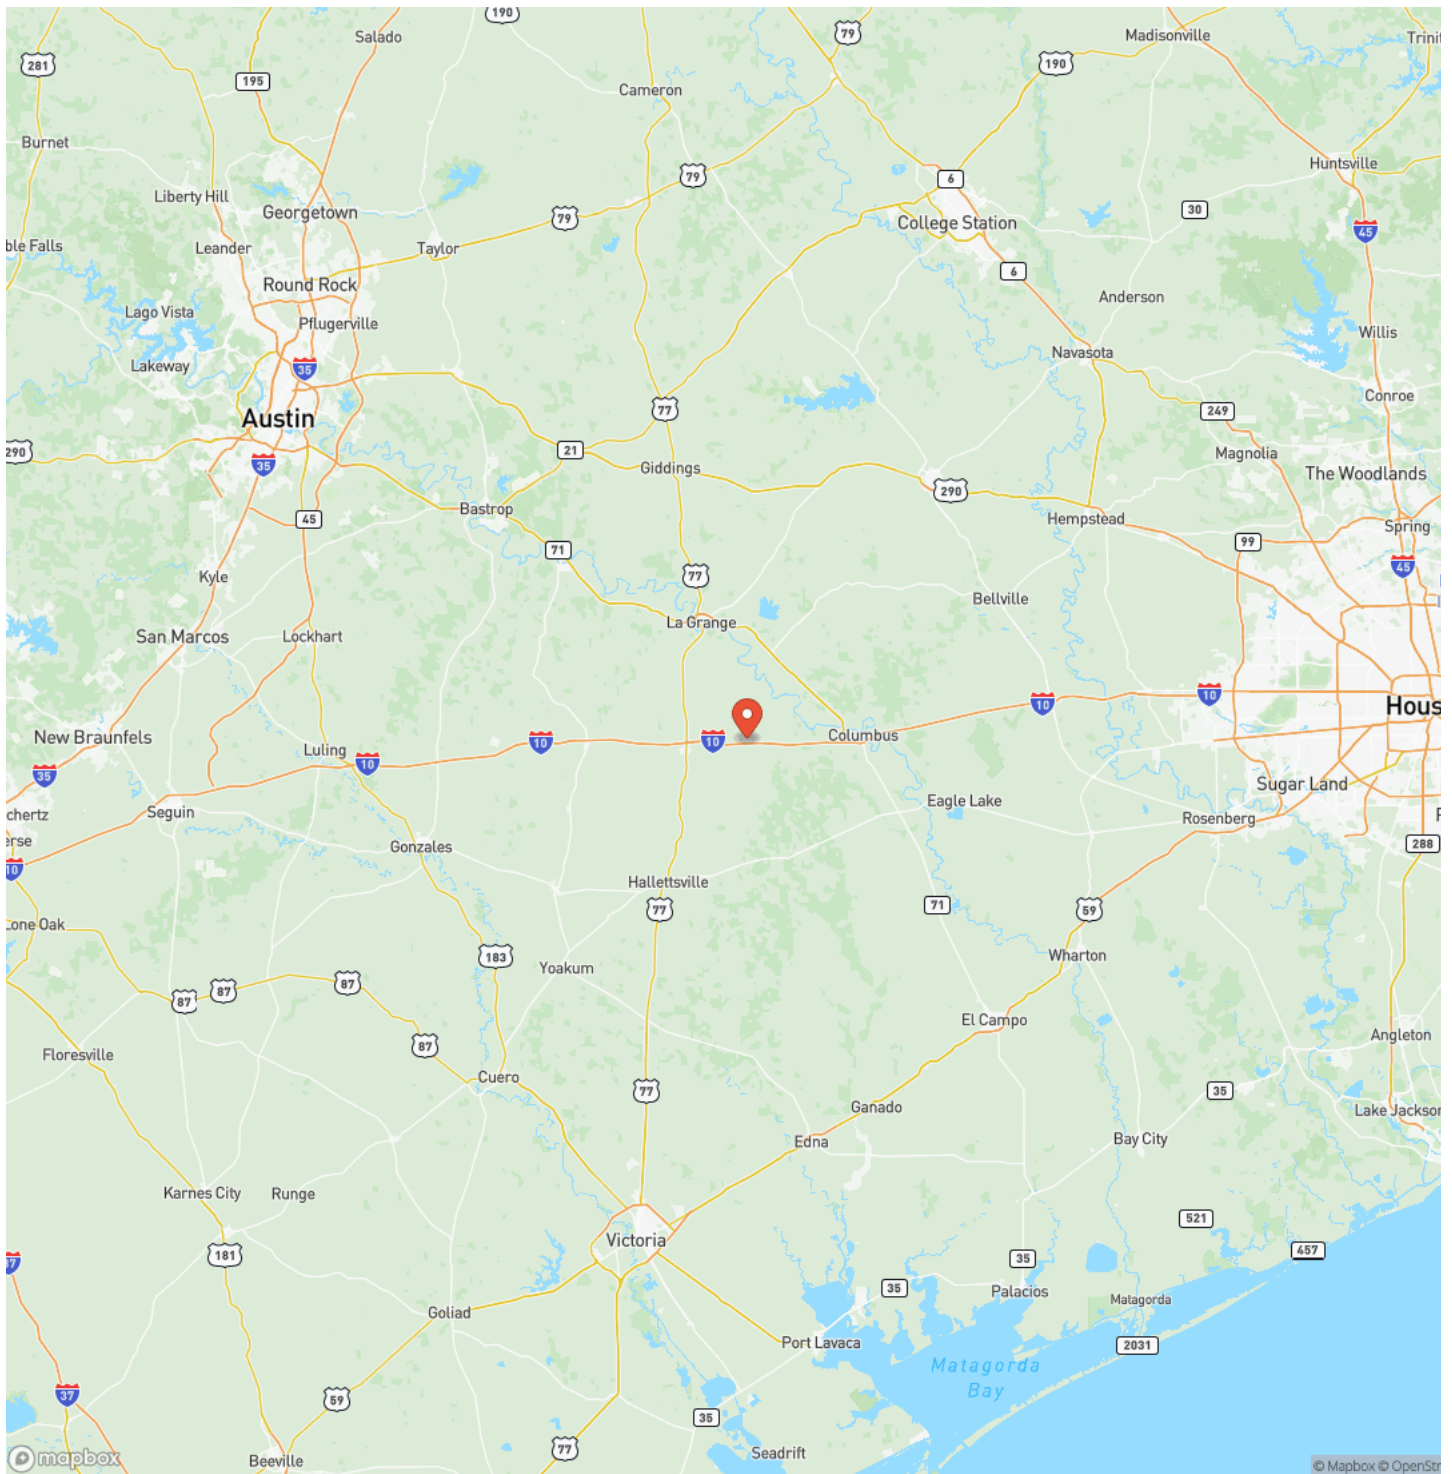 190
Salado
79
Madisonville
Trinit
281
195
190
Cameron
Burnet
Huntsville
79
6
Liberty Hill
Georgetown
79
30
College Station
45
ble Falls
Leander
Taylor
6
Round Rock
Anderson
Lago Vista
Pflugerville
Willis
Lakeway
35
Navasota
Conroe
77
249
Austin
290
21
Magnolia
35
Giddings
The Woodlands
290
Bastrop
45
Hempstead
Spring
71
99
Kyle
77
45
Bellville
San Marcos
Lockhart
La Grange
10
10
Hous
New Braunfels
10
10
Columbus
Luling
10
35
Sugar Land
Eagle Lake
chertz
Seguin
Rosenberg
erse
Gonzales
288
10
Hallettsville
77
71
59
Lone Oak
183
Wharton
Yoakum
87
87
87
El Campo
Floresville
87
Angleton
Cuero
77
35
Ganado
Lake Jackson
Edna
Bay City
Karnes City
Runge
521
Victoria
181
457
37
35
35
Palacios
Matagorda
Goliad
Port Lavaca
2031
Matagorda
Bay
37
59
35
77
Seadrift
mapbox
Beeville
© Mapbox © OpenStr